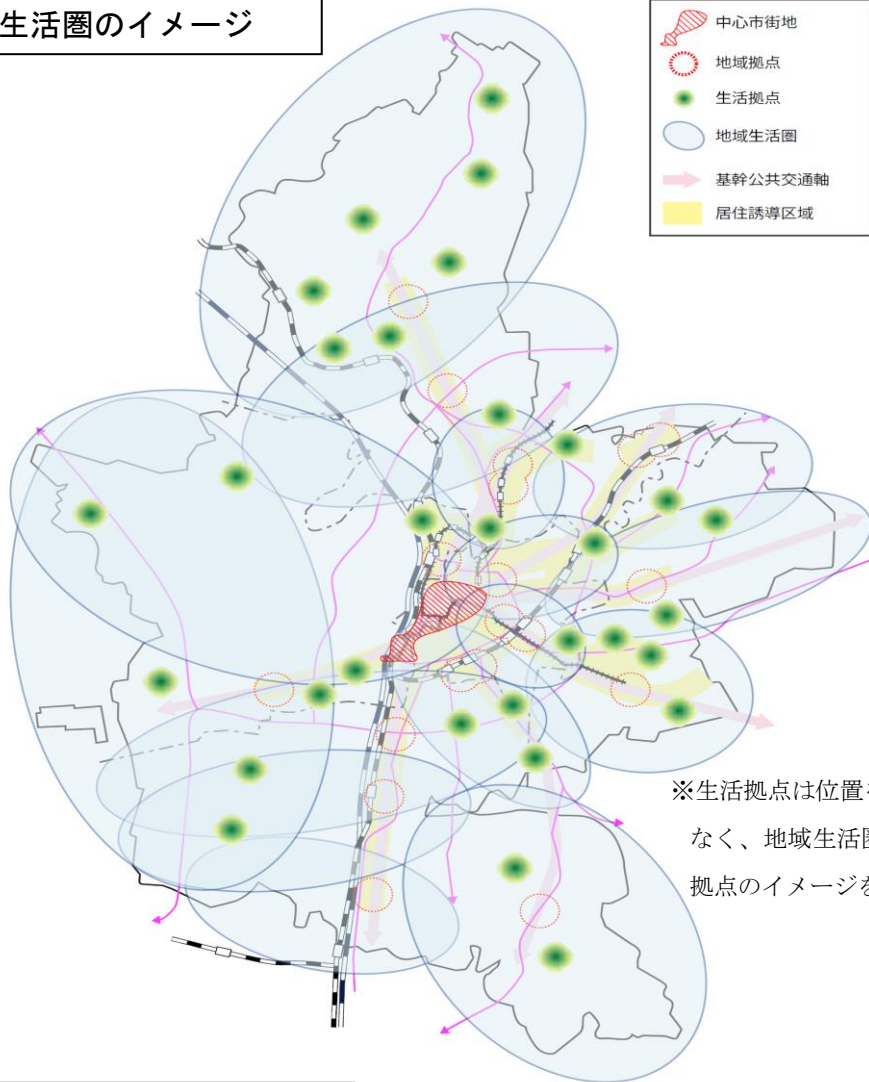 生活圏のイメージ
中心市街地
地域拠点
生活拠点
地域生活圏
基幹公共交通軸
居住誘導区域
※生活拠点は位置
なく、地域生活圏
拠点のイメージを